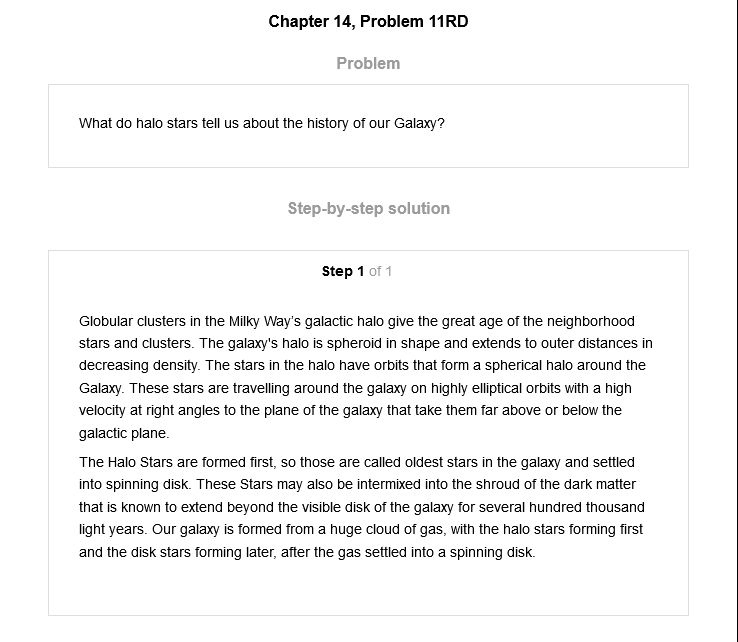 Chapter 14, Problem 11RD
Problem
What do halo stars tell us about the history of our Galaxy?
Step-by-step solution
Step 1 of 1
Globular clusters in the Milky Way's galactic halo give the great age of the neighborhood
stars and clusters. The galaxy's halo is spheroid in shape and extends to outer distances in
decreasing density. The stars in the halo have orbits that form a spherical halo around the
Galaxy. These stars are travelling around the galaxy on highly elliptical orbits with a high
velocity at right angles to the plane of the galaxy that take them far above or below the
galactic plane.
The Halo Stars are formed first, so those are called oldest stars in the galaxy and settled
into spinning disk. These Stars may also be intermixed into the shroud of the dark matter
that is known to extend beyond the visible disk of the galaxy for several hundred thousand
light years. Our galaxy is formed from a huge cloud of gas, with the halo stars forming first
and the disk stars forming later, after the gas settled into a spinning disk.